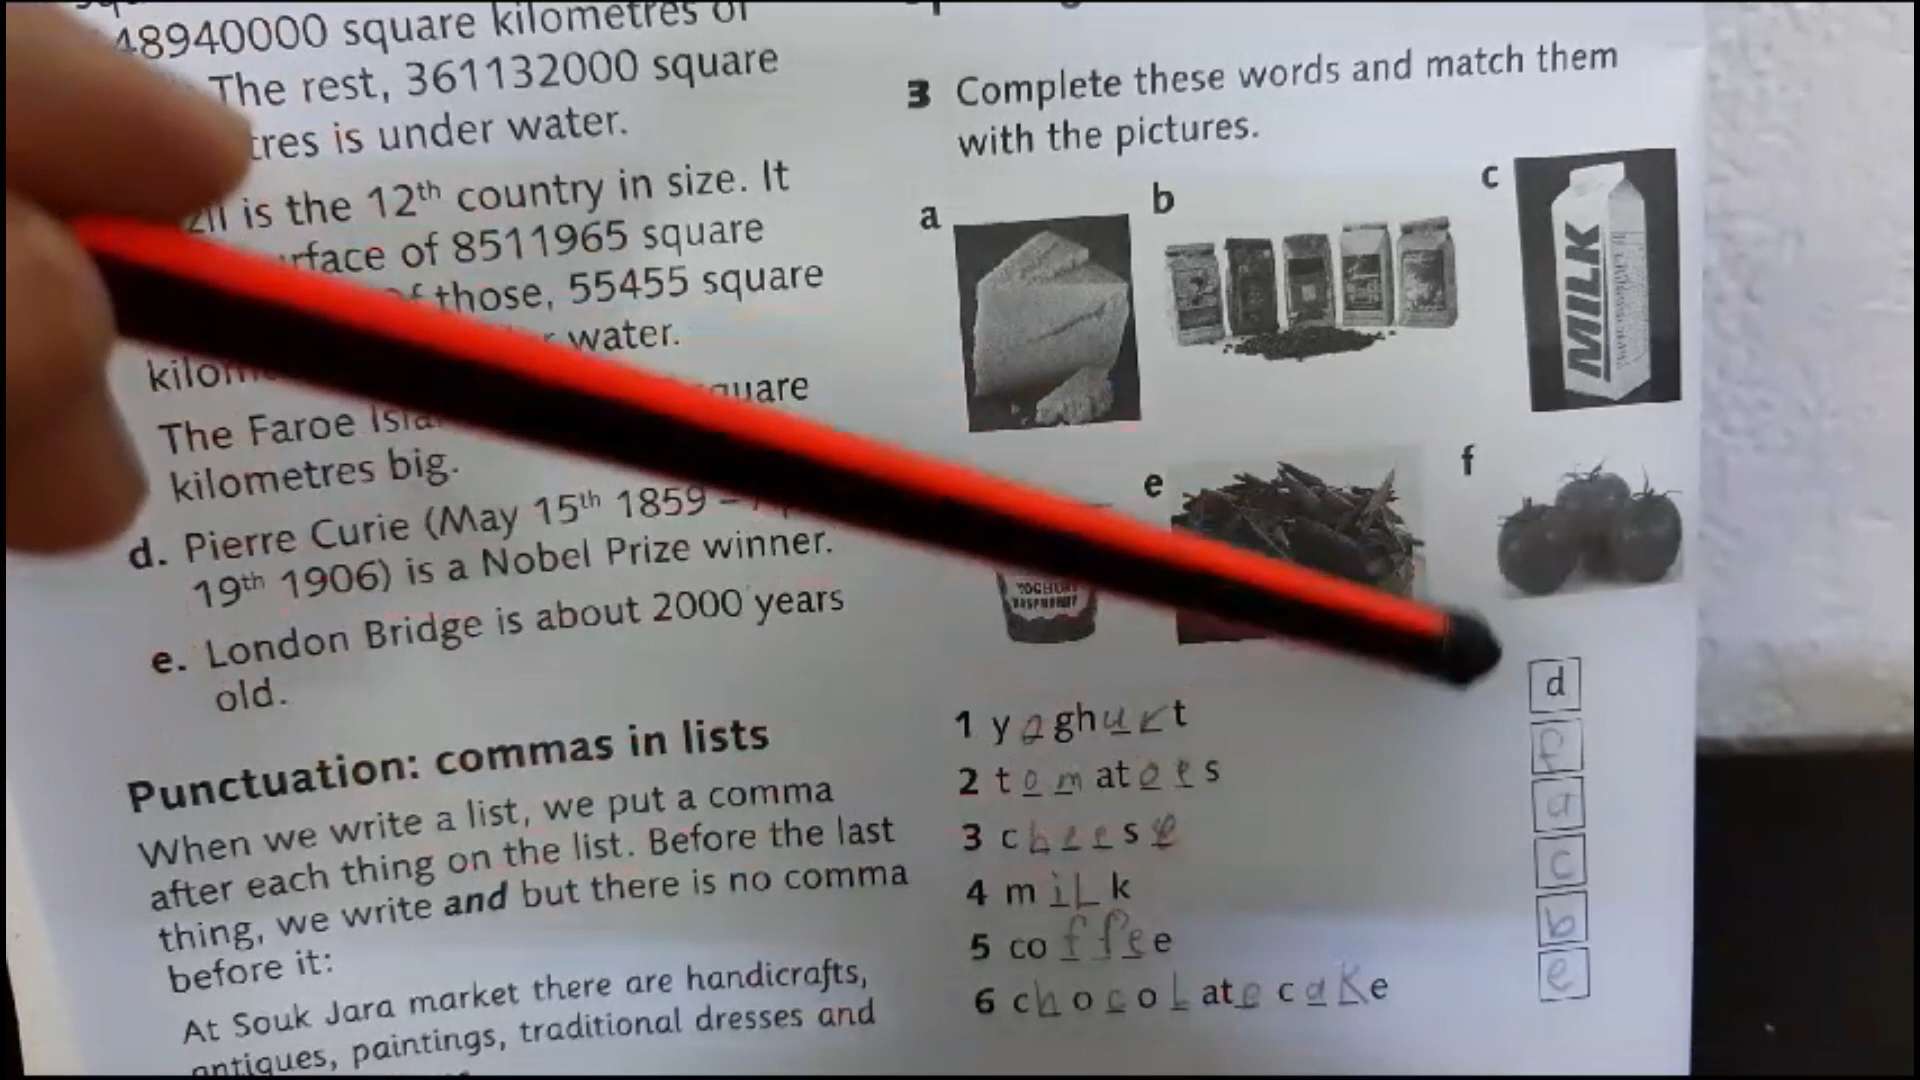 48940000 square kilometres of
The rest, 361132000 square
tres is under water.
is the 12th country in size. It
rface of 8511965 square
those, 55455 square
water.
The Faroe
kilometres big.
d. Pierre Curie (May 15th 1859 –
19th 1906) is a Nobel Prize winner.
e. London Bridge is about 2000 years
old.
Punctuation: commas in lists
When we write a list, we put a comma
after each thing on the list. Before the last
thing, we write and but there is no comma
before it:
At Souk Jara market there are handicrafts,
antiques, paintings, traditional dresses and
3 Complete these words and match them
with the pictures.
a
b
c
MILK
e
f
YOGHURT
1 yoghurt
d
2 tomatoes
f
3 cheese
a
4 milk
c
5 coffee
b
6 chocolate cake
e